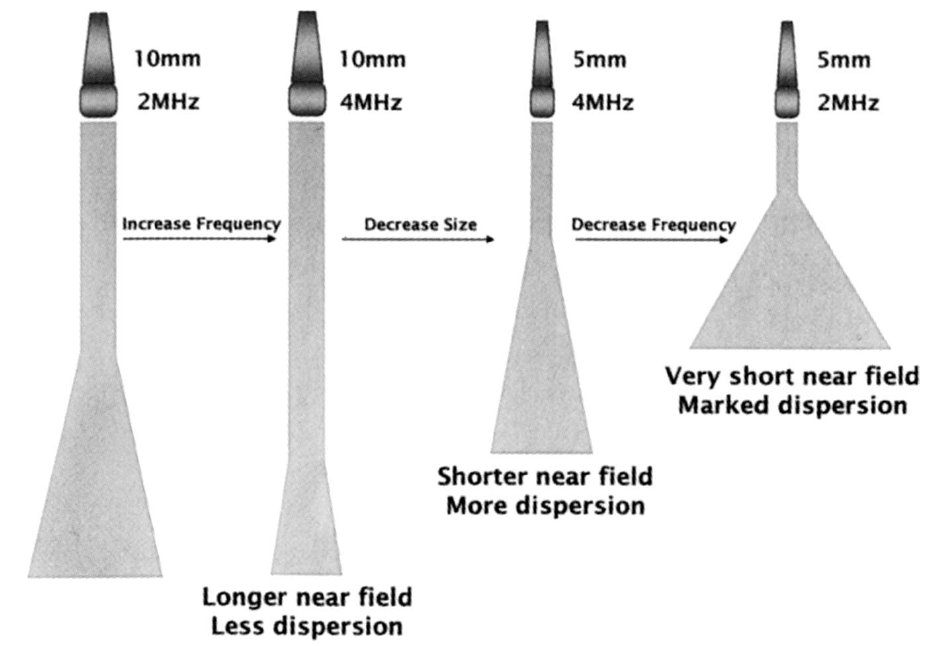 10mm
2MHz
10mm
4MHz
5mm
4MHz
5mm
2MHz
Increase Frequency
Decrease Size
Decrease Frequency
Very short near field
Marked dispersion
Shorter near field
More dispersion
Longer near field
Less dispersion